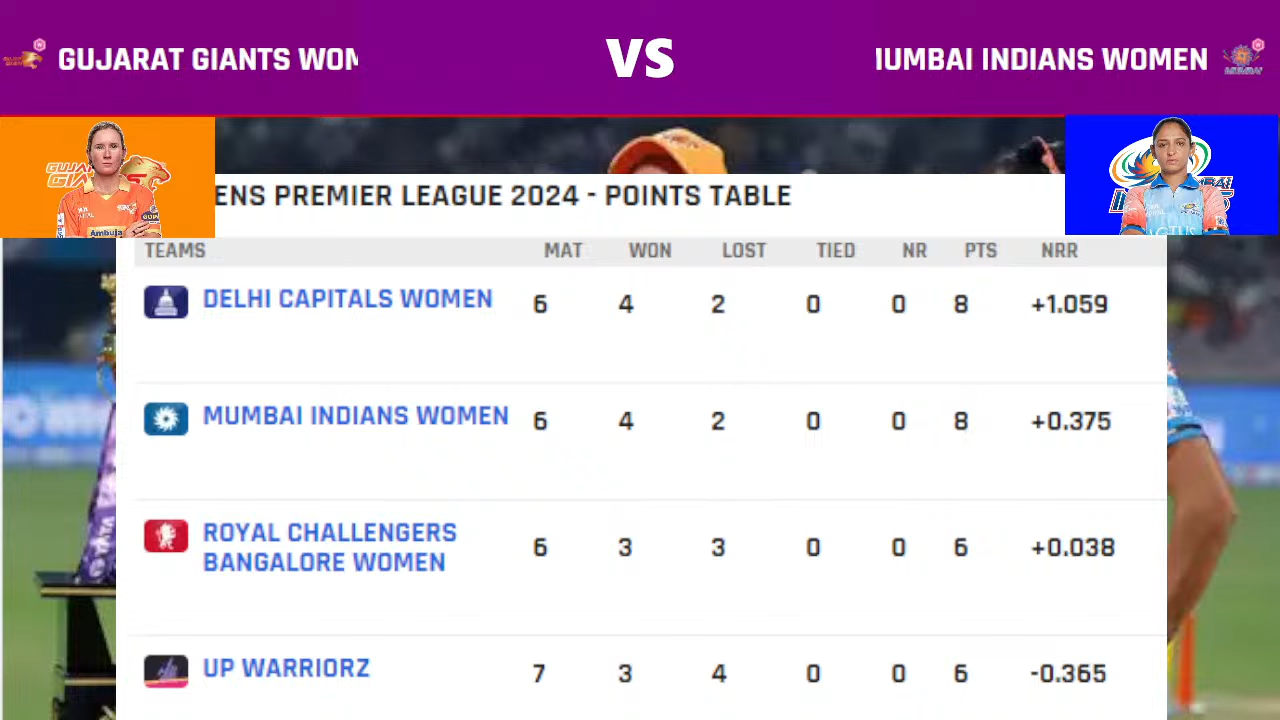 GUJARAT GIANTS WOM
VS
IUMBAI INDIANS WOMEN
ENS PREMIER LEAGUE 2024 - POINTS TABLE
TEAMS MAT WON LOST TIED NR PTS NRR
DELHI CAPITALS WOMEN 6 4 2 0 0 8 +1.059
MUMBAI INDIANS WOMEN 6 4 2 0 0 8 +0.375
ROYAL CHALLENGERS
BANGALORE WOMEN 6 3 3 0 0 6 +0.038
UP WARRIORZ 7 3 4 0 0 6 -0.365